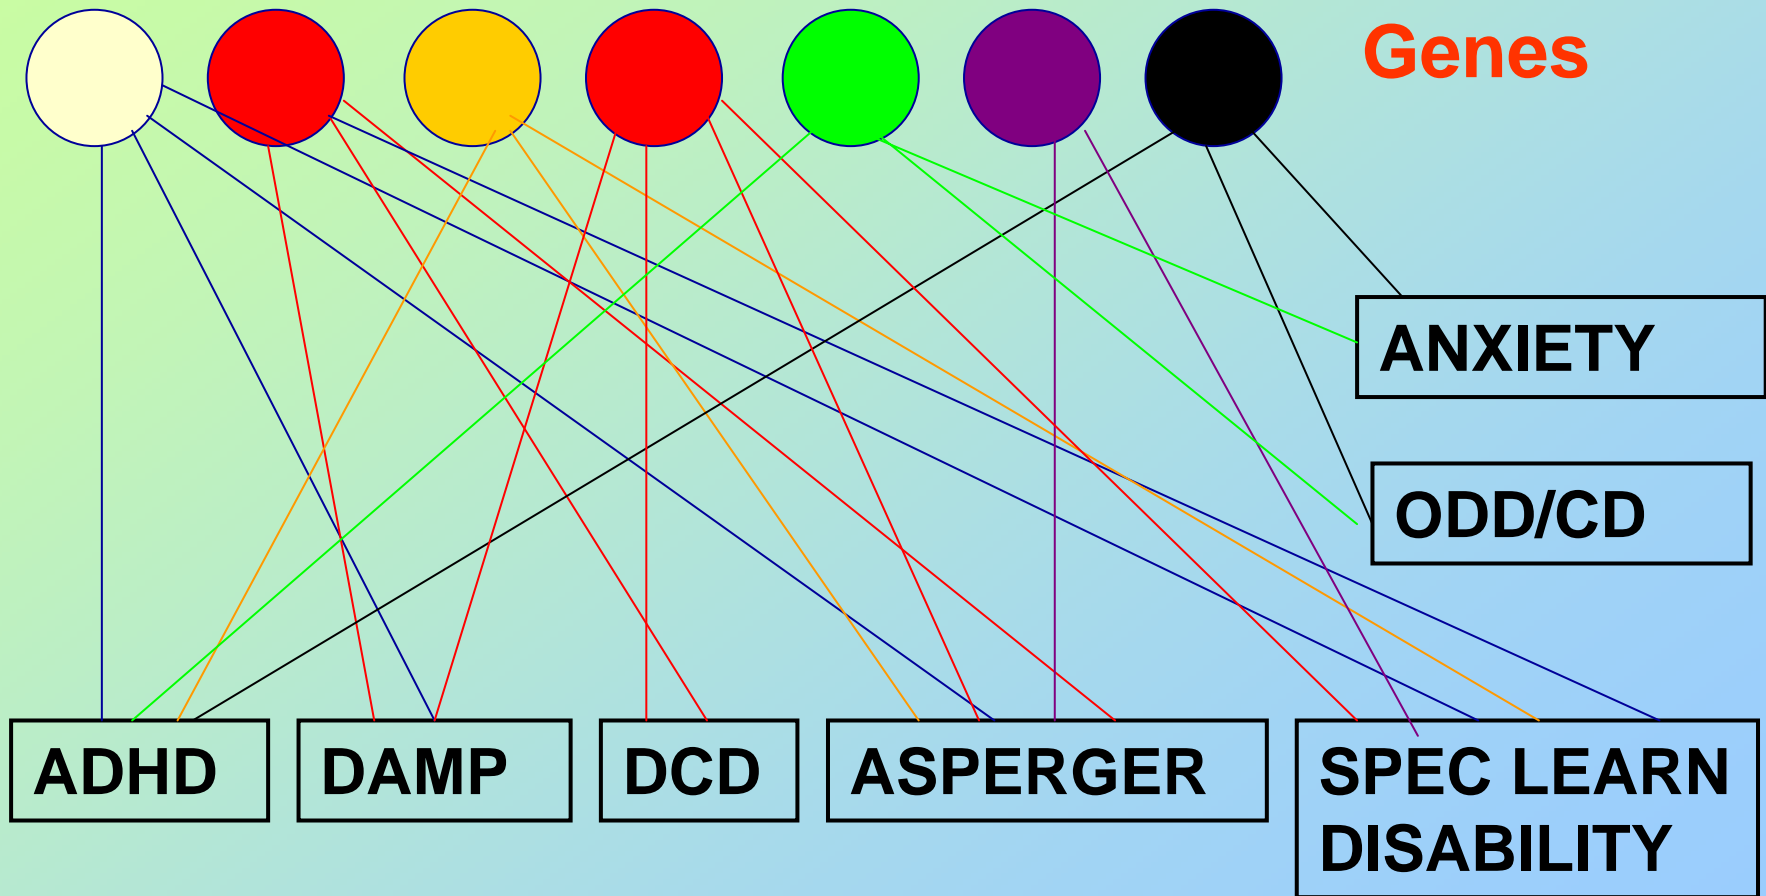 Genes
ANXIETY
ODD/CD
ADHD
DAMP
DCD
ASPERGER
SPEC LEARN
DISABILITY